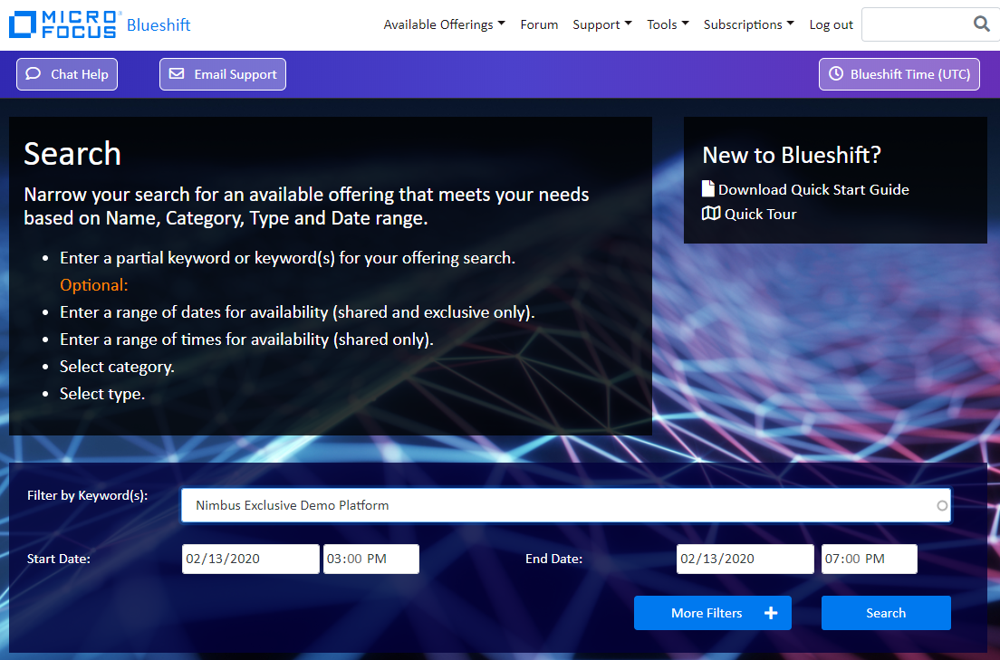 MICRO FOCUS Blueshift
Available Offerings Forum Support Tools Subscriptions Log out
Chat Help Email Support Blueshift Time (UTC)
Search
Narrow your search for an available offering that meets your needs
based on Name, Category, Type and Date range.
• Enter a partial keyword or keyword(s) for your offering search.
Optional:
• Enter a range of dates for availability (shared and exclusive only).
• Enter a range of times for availability (shared only).
• Select category.
• Select type.
New to Blueshift?
Download Quick Start Guide
Quick Tour
Filter by Keyword(s): Nimbus Exclusive Demo Platform
Start Date: 02/13/2020 03:00 PM End Date: 02/13/2020 07:00 PM
More Filters + Search